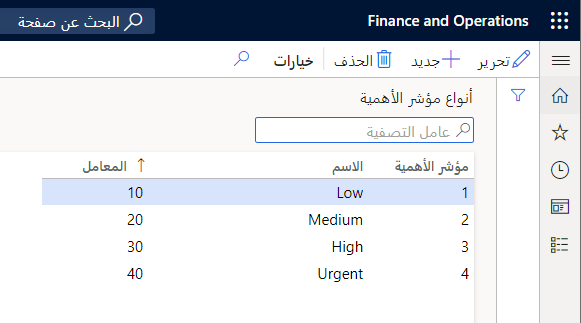 Finance and Operations
البحث عن صفحة
تحرير جديد الحذف خيارات
أنواع مؤشر الأهمية
عامل التصفية
مؤشر الأهمية الاسم المعامل
1 Low 10
2 Medium 20
3 High 30
4 Urgent 40